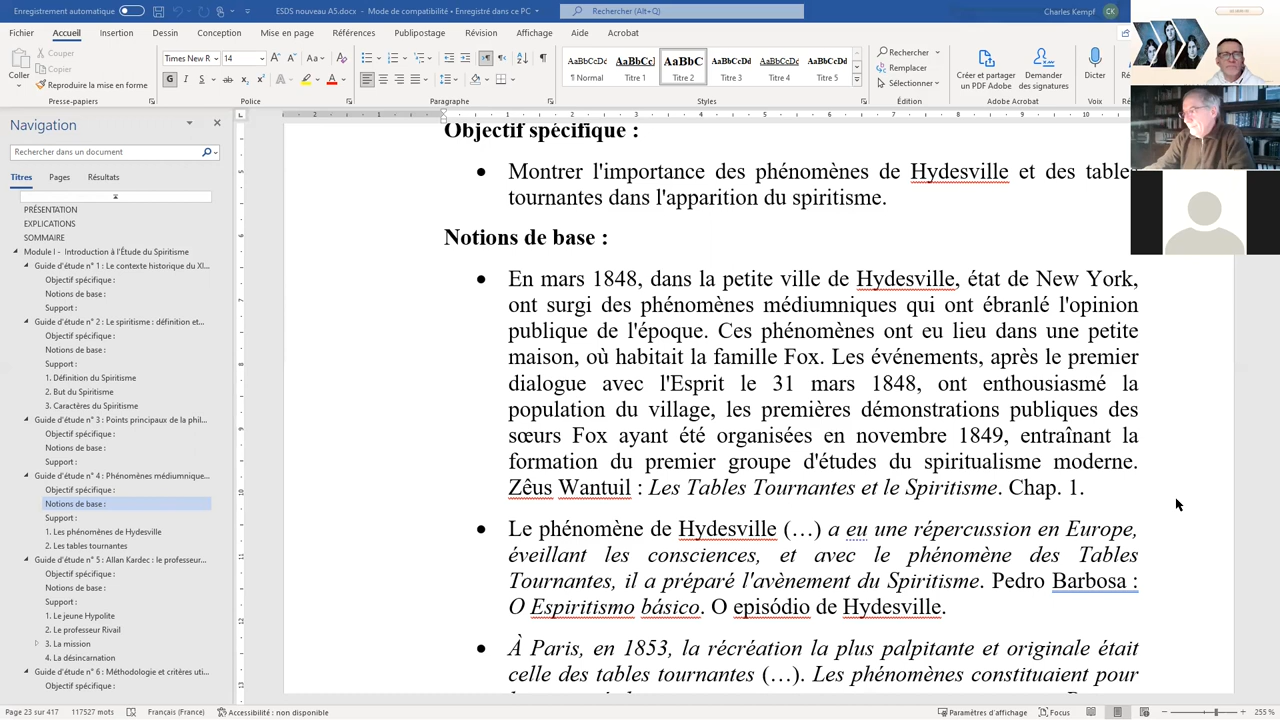 Enregistrement automatique
ESDS nouveau A5.docx - Mode de compatibilité • Enregistré dans ce PC
Rechercher (Alt+Q)
Charles Kempf
CK
Fichier Accueil Insertion Dessin Conception Mise en page Références Publipostage Révision Affichage Aide Acrobat
Coller
Couper
Copier
Reproduire la mise en forme
Presse-papiers
Times New R 14
G I S ab x₂ x²
Police
Paragraphe
AaBbCcDd AaBbCc AaBbC AaBbCcDd AaBbCcDd AaBbCcDd
¶ Normal Titre 1 Titre 2 Titre 3 Titre 4 Titre 5
Styles
Rechercher
Remplacer
Sélectionner
Édition
Créer et partager
un PDF Adobe
Demander
des signatures
Adobe Acrobat
Dicter
Voix
Navigation
Rechercher dans un document
Titres Pages Résultats
PRÉSENTATION
EXPLICATIONS
SOMMAIRE
Module I - Introduction à l'Étude du Spiritisme
Guide d'étude n° 1 : Le contexte historique du XI...
Objectif spécifique :
Notions de base :
Support :
Guide d'étude n° 2 : Le spiritisme : définition et...
Objectif spécifique :
Notions de base :
Support :
1. Définition du Spiritisme
2. But du Spiritisme
3. Caractères du Spiritisme
Guide d'étude n° 3 : Points principaux de la phil...
Objectif spécifique :
Notions de base :
Support :
Guide d'étude n° 4 : Phénomènes médiumnique...
Objectif spécifique :
Notions de base :
Support :
1. Les phénomènes de Hydesville
2. Les tables tournantes
Guide d'étude n° 5 : Allan Kardec : le professeur...
Objectif spécifique :
Notions de base :
Support :
1. Le jeune Hypolite
2. Le professeur Rivail
3. La mission
4. La désincarnation
Guide d'étude n° 6 : Méthodologie et critères uti...
Objectif spécifique :
Objectif spécifique :
• Montrer l'importance des phénomènes de Hydesville et des tables
tournantes dans l'apparition du spiritisme.
Notions de base :
• En mars 1848, dans la petite ville de Hydesville, état de New York,
ont surgi des phénomènes médiumniques qui ont ébranlé l'opinion
publique de l'époque. Ces phénomènes ont eu lieu dans une petite
maison, où habitait la famille Fox. Les événements, après le premier
dialogue avec l'Esprit le 31 mars 1848, ont enthousiasmé la
population du village, les premières démonstrations publiques des
sœurs Fox ayant été organisées en novembre 1849, entraînant la
formation du premier groupe d'études du spiritualisme moderne.
Zêus Wantuil : Les Tables Tournantes et le Spiritisme. Chap. 1.
• Le phénomène de Hydesville (…) a eu une répercussion en Europe,
éveillant les consciences, et avec le phénomène des Tables
Tournantes, il a préparé l'avènement du Spiritisme. Pedro Barbosa :
O Espiritismo básico. O episódio de Hydesville.
• À Paris, en 1853, la récréation la plus palpitante et originale était
celle des tables tournantes (…). Les phénomènes constituaient pour
Page 23 sur 417 117527 mots Français (France) Accessibilité : non disponible
Paramètres d'affichage Focus 255 %